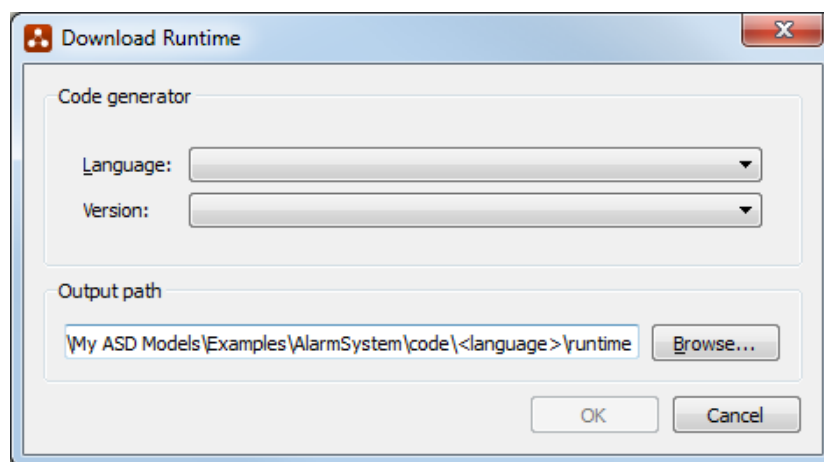 Download Runtime
Code generator
Language:
Version:
Output path
\My ASD Models\Examples\AlarmSystem\code\<language>\runtime
Browse...
OK
Cancel